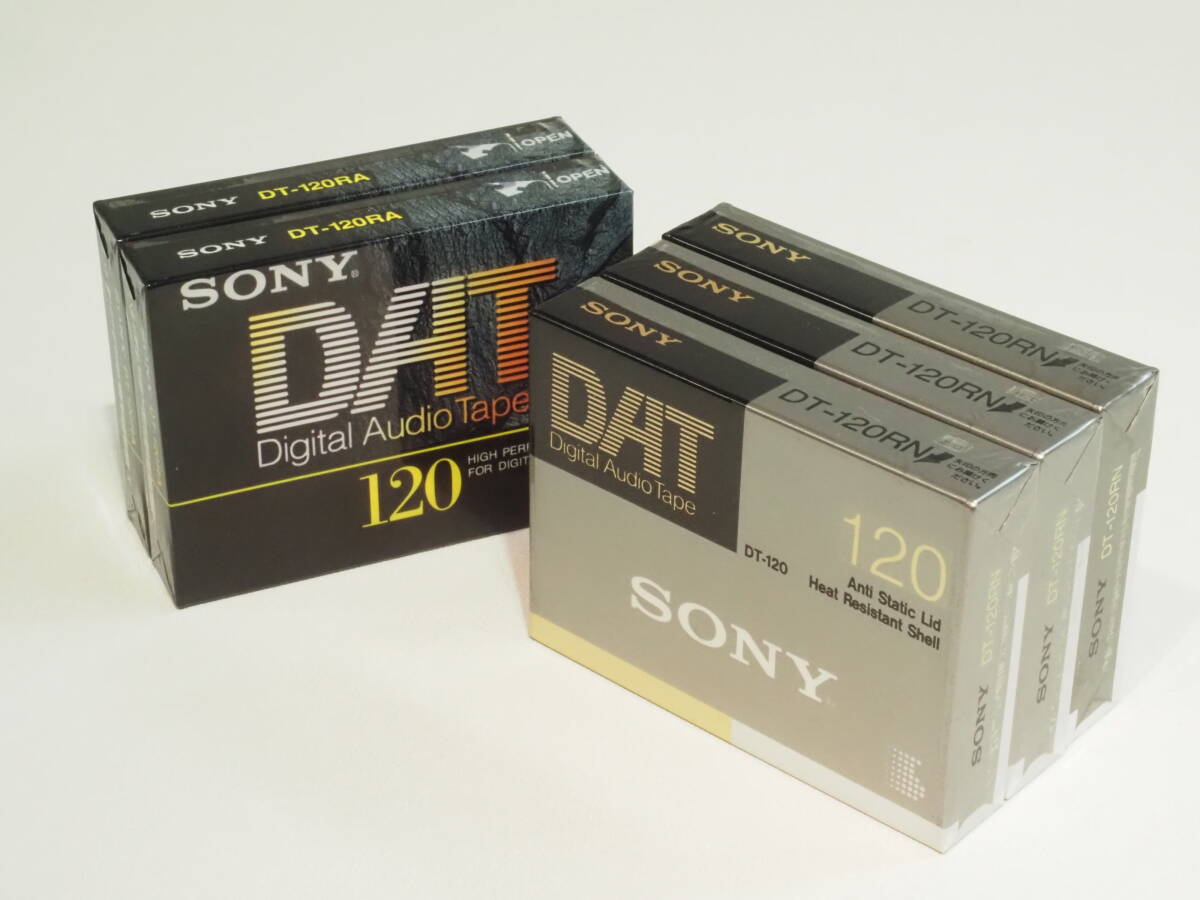 SONY DT-120RA OPEN
SONY DT-120RA OPEN
SONY®
DAT
Digital Audio Tape
120
HIGH
FOR
SONY DT-120RN
SONY DT-120RN
SONY DT-120RN
DAT
Digital Audio Tape
DT-120
120
Anti Static Lid
Heat Resistant Shell
SONY
SONY DT-120RN
SONY DT-120RN
SONY DT-120RN